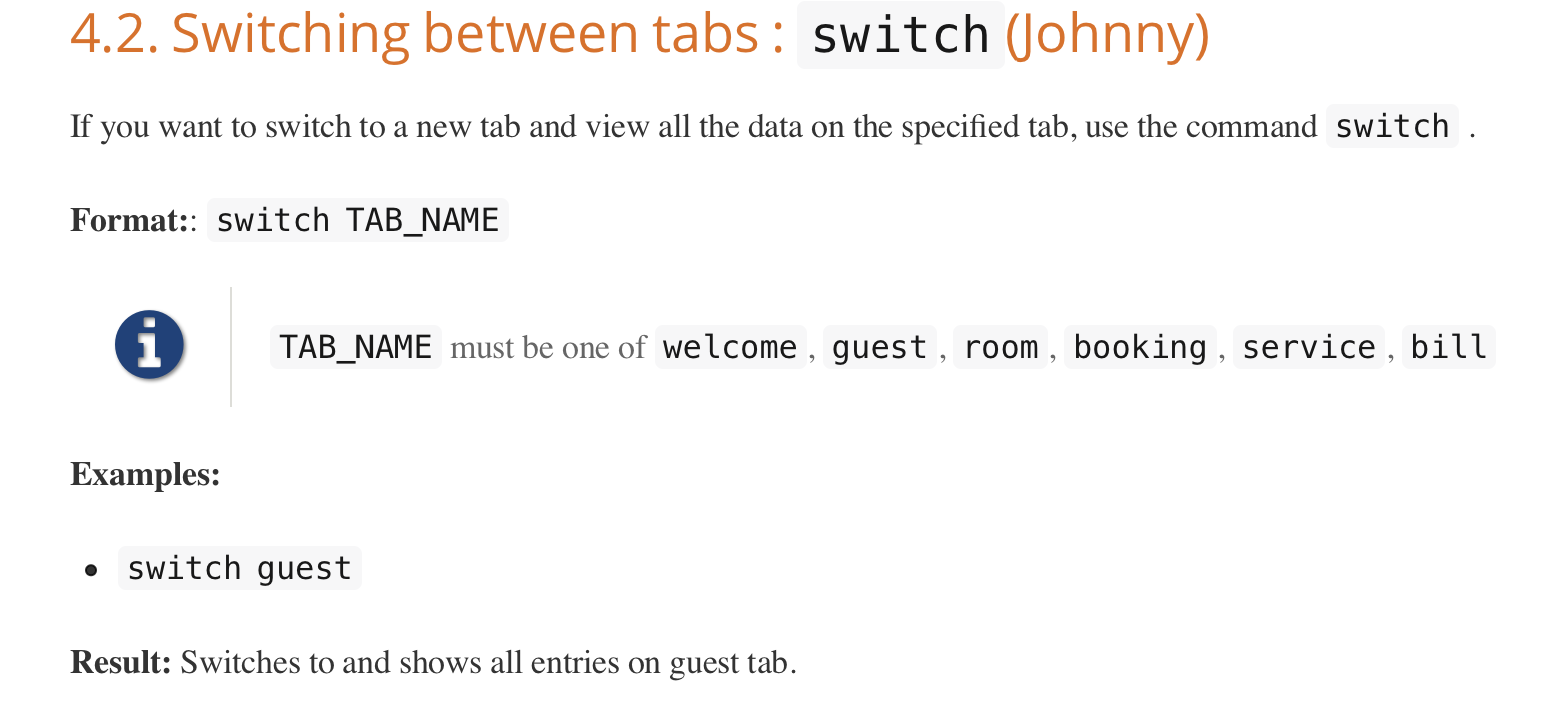 4.2. Switching between tabs : switch (Johnny)
If you want to switch to a new tab and view all the data on the specified tab, use the command switch .
Format:: switch TAB_NAME
TAB_NAME must be one of welcome, guest, room, booking, service, bill
Examples:
• switch guest
Result: Switches to and shows all entries on guest tab.